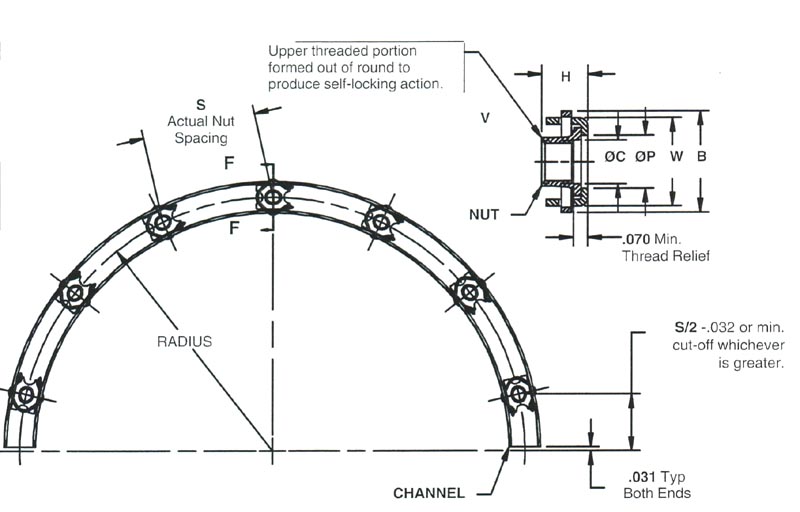 Upper threaded portion
formed out of round to
produce self-locking action.
H
S
Actual Nut
Spacing
V
F
ØC ØP W B
F
NUT
.070 Min.
Thread Relief
RADIUS
S/2 -.032 or min.
cut-off whichever
is greater.
CHANNEL
.031 Typ
Both Ends